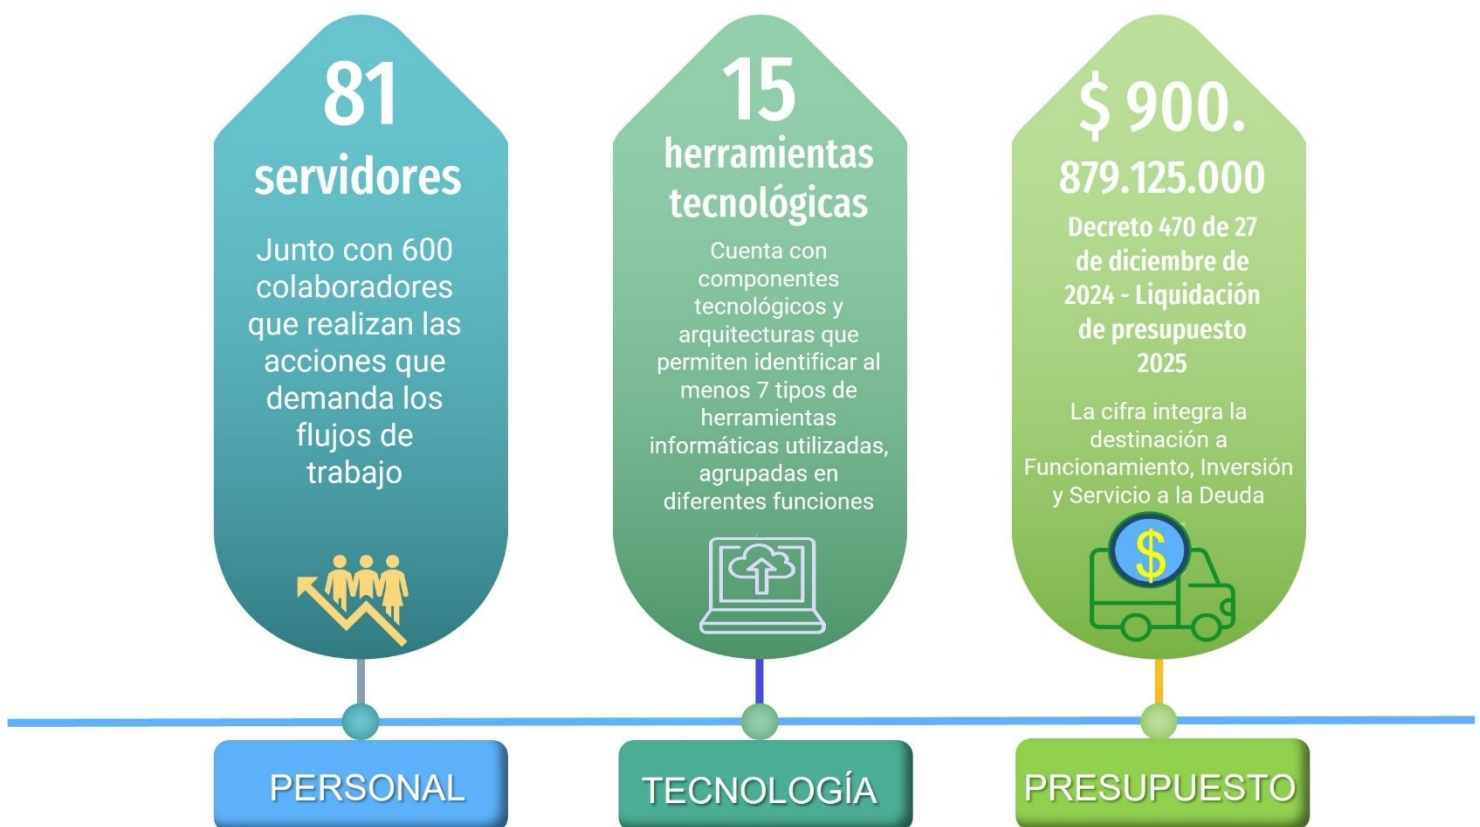 81
servidores
Junto con 600
colaboradores
que realizan las
acciones que
demanda los
flujos de
trabajo
PERSONAL
15
herramientas
tecnológicas
Cuenta con
componentes
tecnológicos y
arquitecturas que
permiten identificar al
menos 7 tipos de
herramientas
informáticas utilizadas,
agrupadas en
diferentes funciones
TECNOLOGÍA
$ 900.
879.125.000
Decreto 470 de 27
de diciembre de
2024 - Liquidación
de presupuesto
2025
La cifra integra la
destinación a
Funcionamiento, Inversión
y Servicio a la Deuda
$
PRESUPUESTO